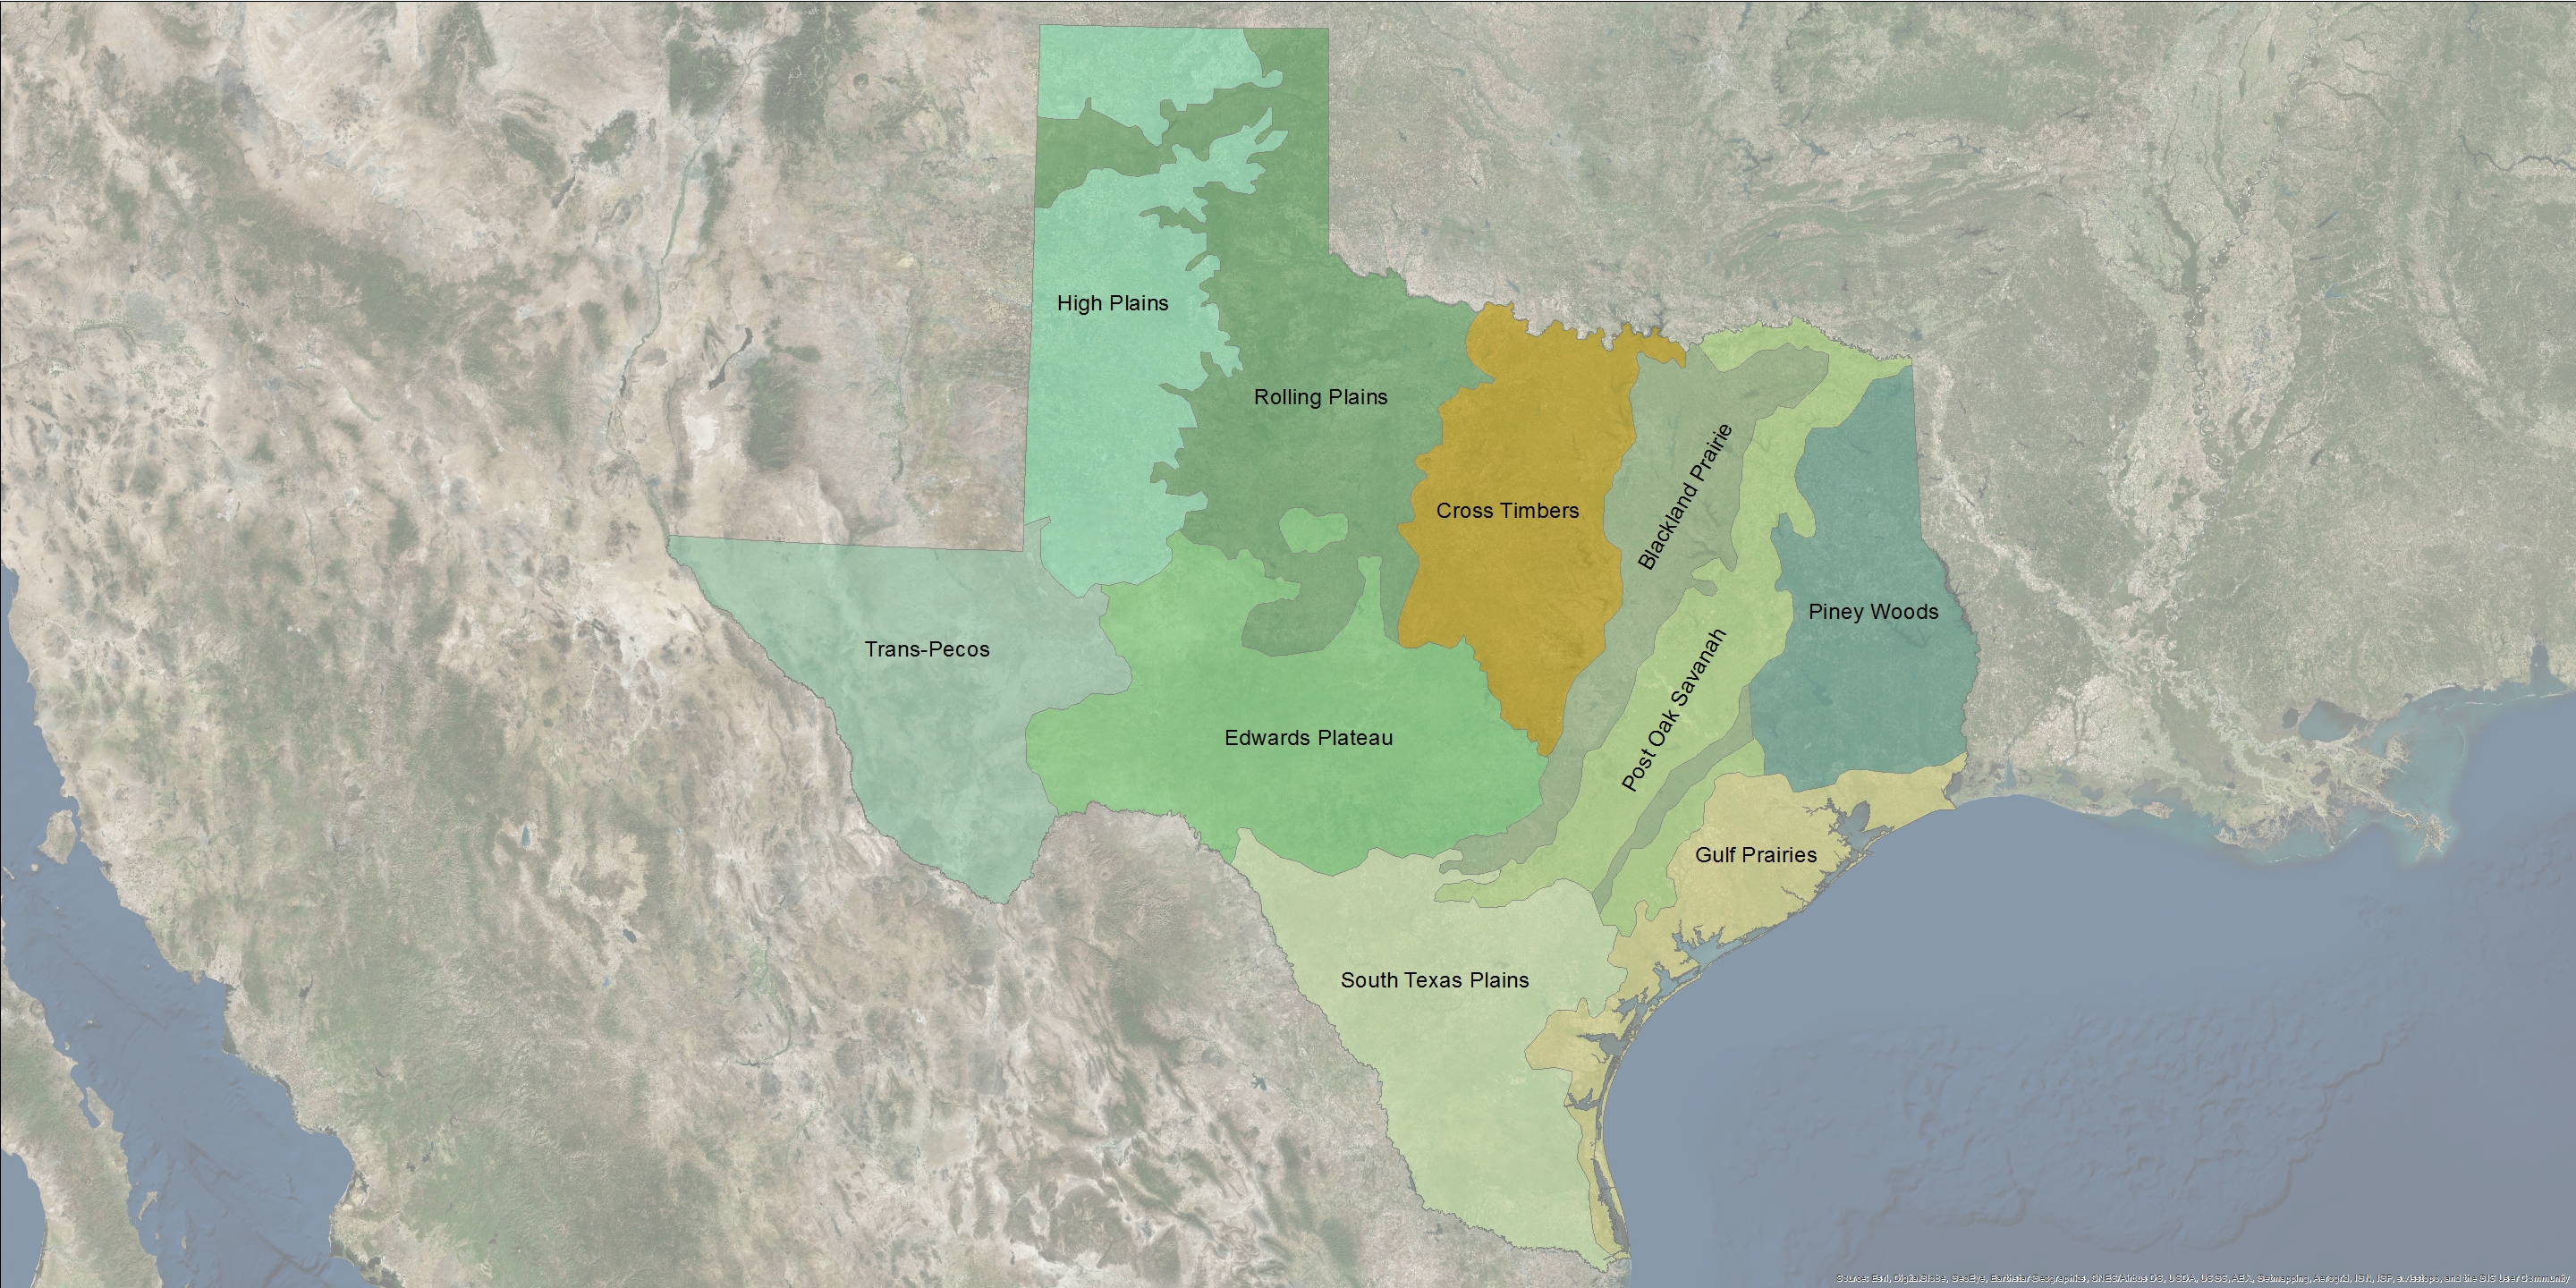 High Plains
Rolling Plains
Blackland Prairie
Cross Timbers
Piney Woods
Trans-Pecos
Post Oak Savanah
Edwards Plateau
Gulf Prairies
South Texas Plains
Source: Esri, DigitalGlobe, GeoEye, Earthstar Geographics, CNES/Airbus DS, USDA, USGS, AEX, Getmapping, Aerogrid, IGN, IGP, swisstopo, and the GIS User Community